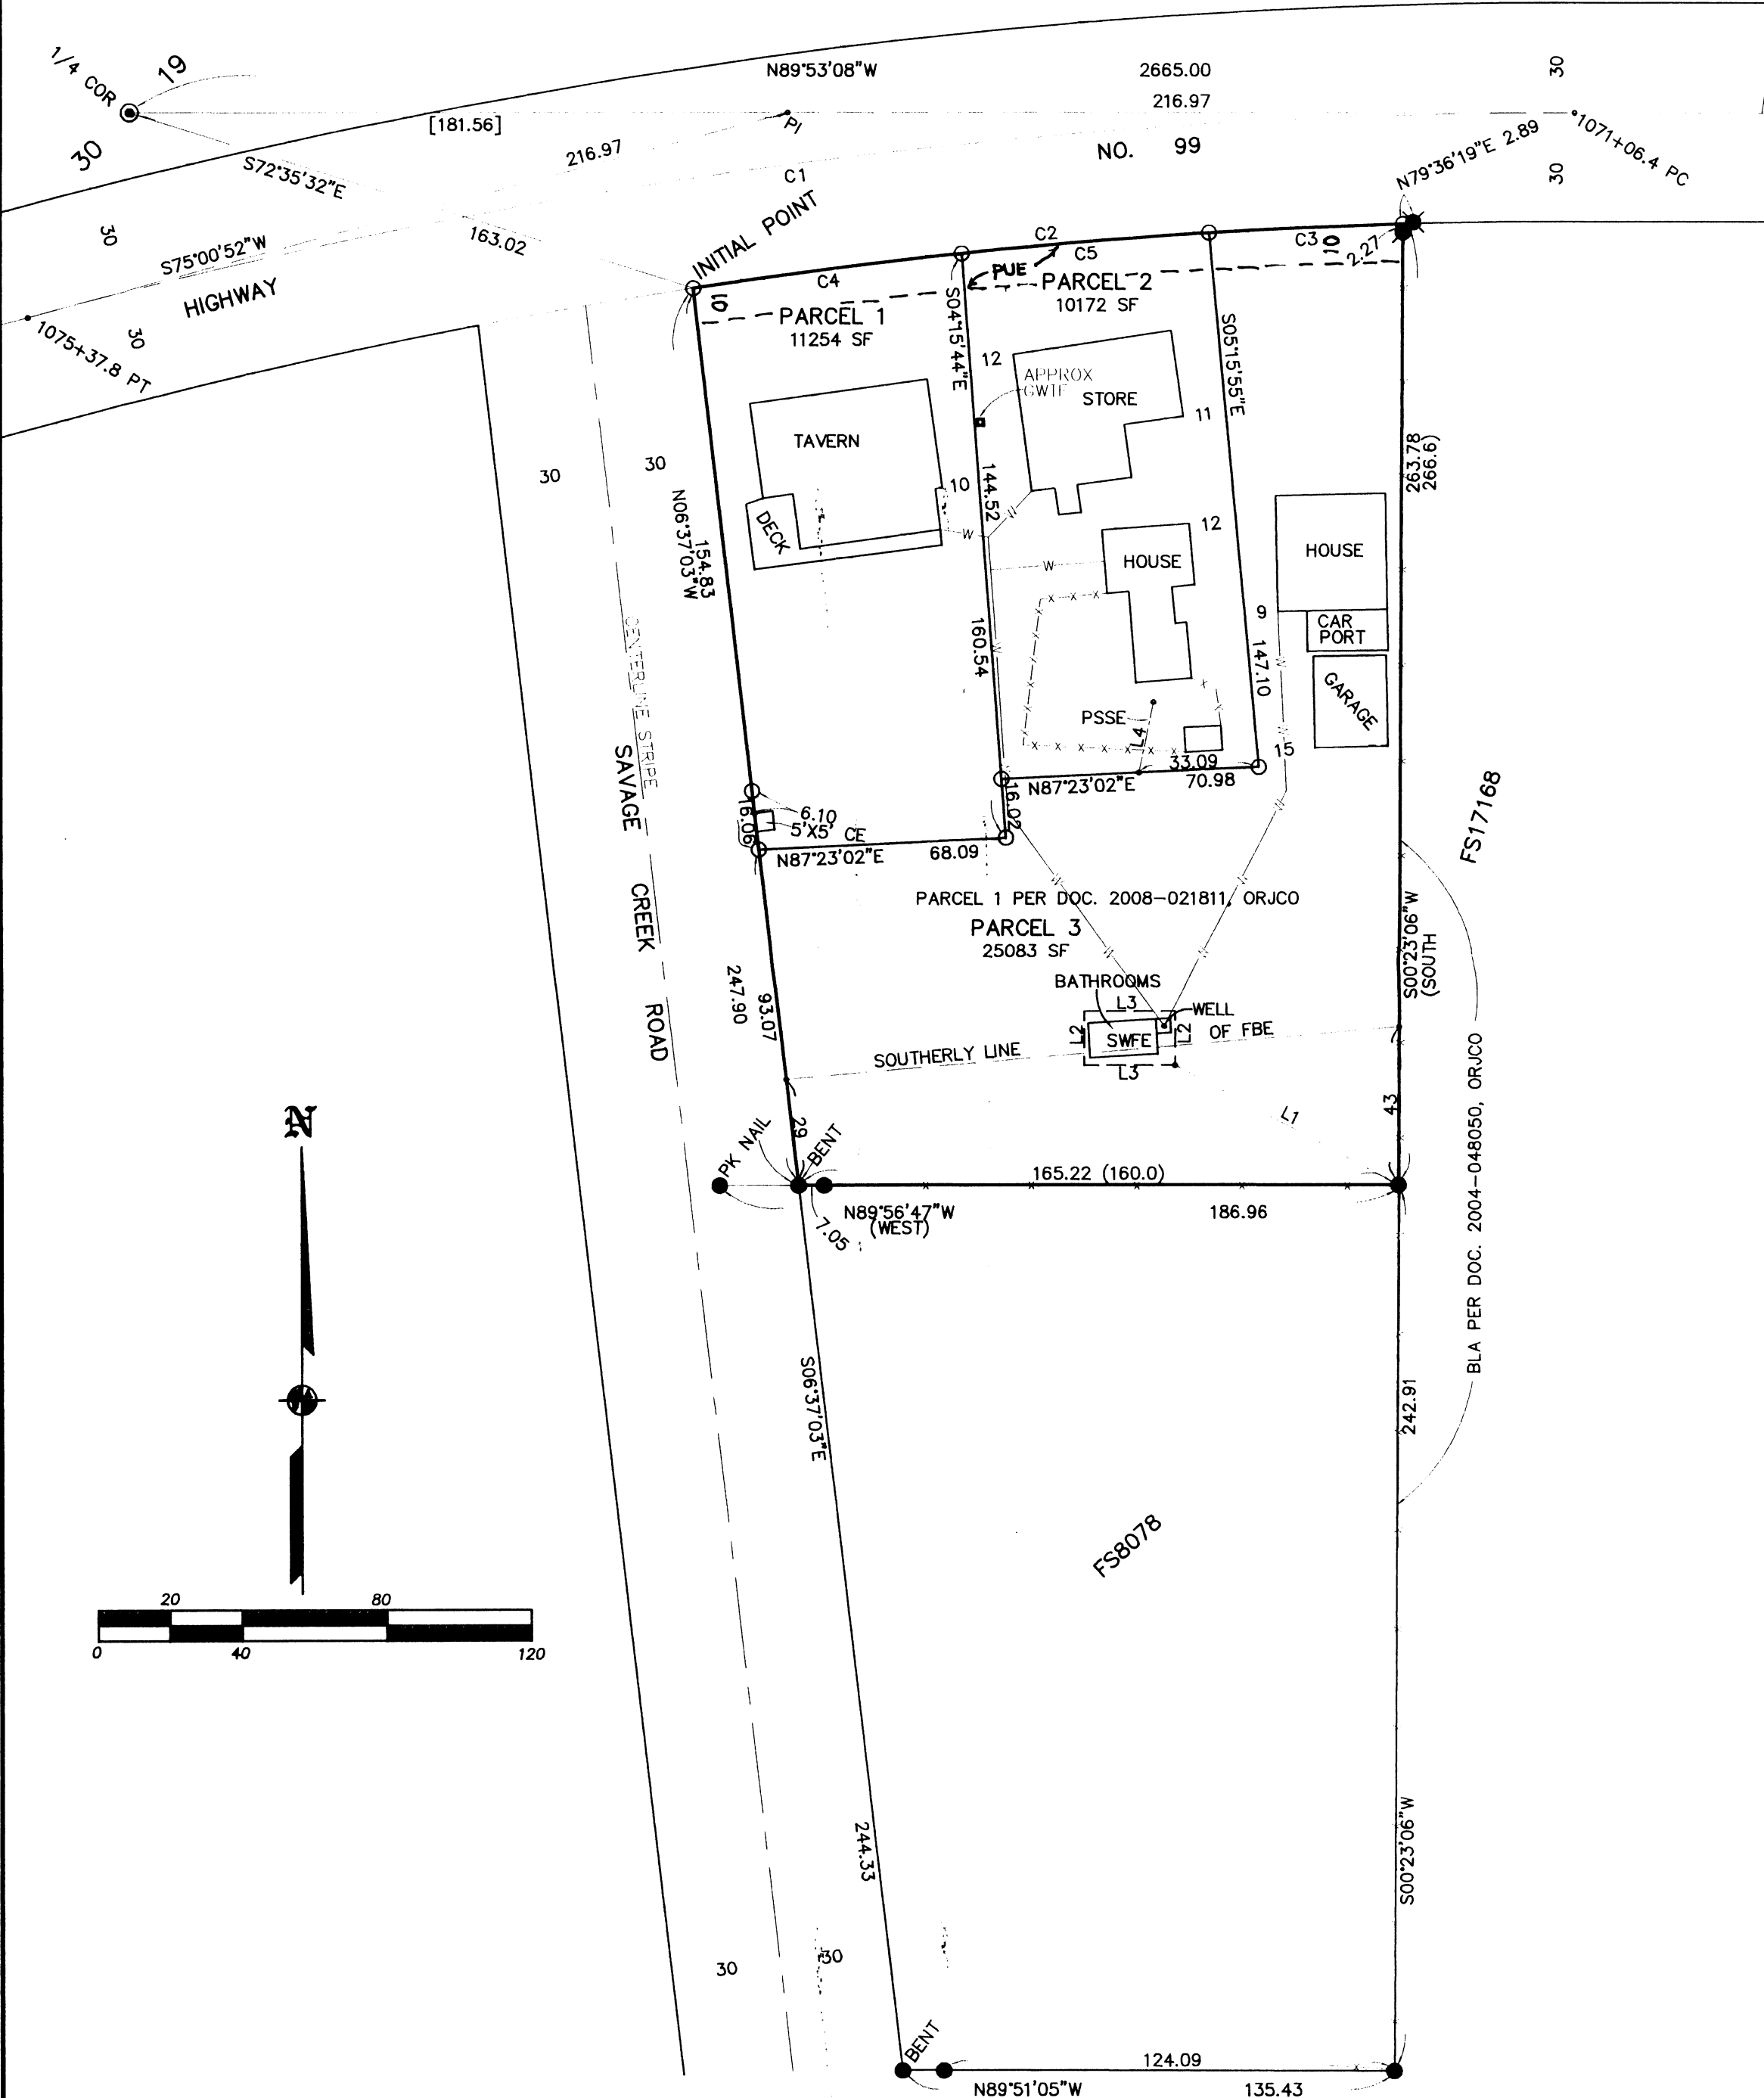 1/4 COR
19
30
N89°53'08"W
2665.00
216.97
[181.56]
PI
216.97
S72°35'32"E
163.02
C1
NO. 99
30
30
N79°36'19"E 2.89
1071+06.4 PC
30
S75°00'52"W
HIGHWAY
1075+37.8 PT
30
INITIAL POINT
C4
C2
C5
C3
10
2.27
10
PUE
PARCEL 1
11254 SF
PARCEL 2
10172 SF
S04°15'44"E
S05°15'55"E
12
APPROX
GWTF
STORE
11
TAVERN
DECK
10
144.52
W
W
12
HOUSE
HOUSE
CAR
PORT
GARAGE
9
147.10
15
263.78
266.6)
30
30
N06°37'03"W
154.83
CENTERLINE STRIPE
160.54
W
W
PSSE
L4
33.09
N87°23'02"E
70.98
16.02
16.06
6.10
5'X5' CE
N87°23'02"E
68.09
SAVAGE CREEK ROAD
PARCEL 1 PER DOC. 2008-021811, ORJCO
PARCEL 3
25083 SF
FS17168
S00°23'06"W
(SOUTH
247.90
93.07
BATHROOMS
L3
WELL
L2
SWFE
L2
L3
SOUTHERLY LINE
OF FBE
L1
43
29
PK NAIL
BENT
165.22 (160.0)
N89°56'47"W
(WEST)
186.96
7.05
BLA PER DOC. 2004-048050, ORJCO
N
S06°37'03"E
242.91
FS8078
20
80
0
40
120
244.33
S00°23'06"W
30
30
BENT
124.09
N89°51'05"W
135.43